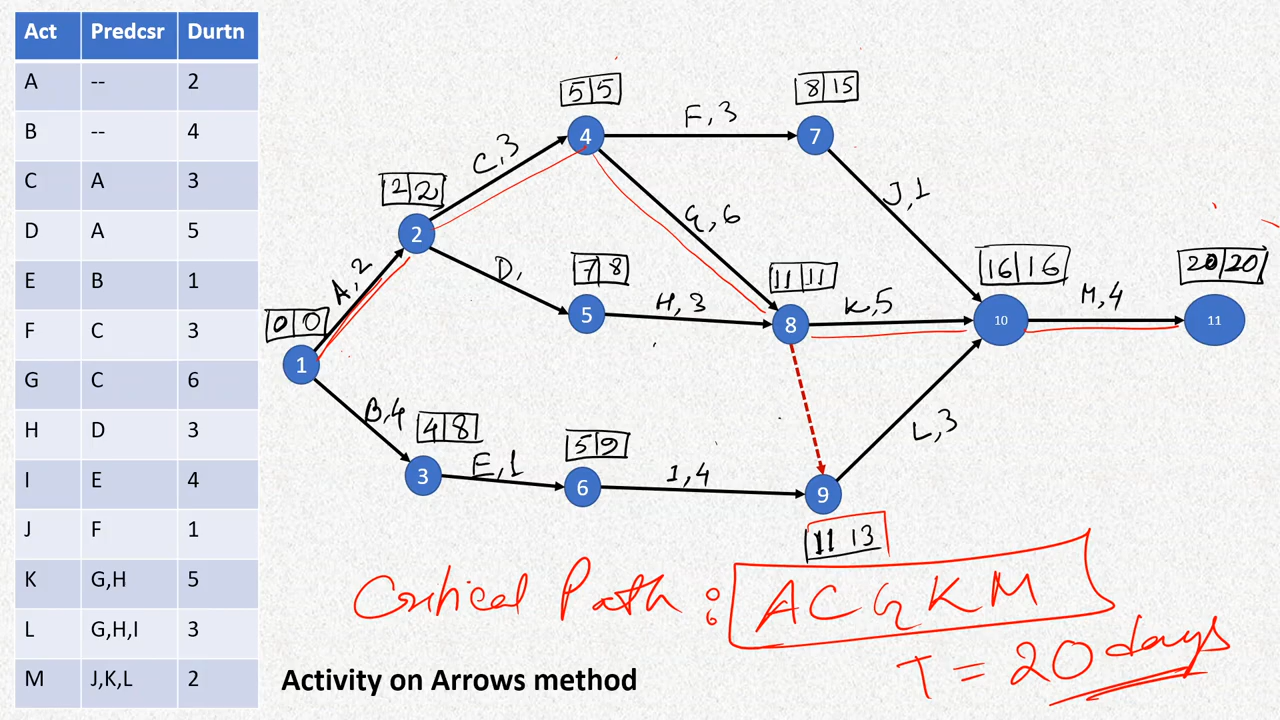 Act Predcsr Durtn
A -- 2
B -- 4
C A 3
D A 5
E B 1
F C 3
G C 6
H D 3
I E 4
J F 1
K G,H 5
L G,H,I 3
M J,K,L 2
5 5
8 15
4
F, 3
7
C, 3
2 2
2
G, 6
J, 1
A, 2
D,
7 8
11 11
16 16
20 20
0 0
5
H, 3
8
K, 5
10
M, 4
11
1
B, 4
4 8
5 9
L, 3
3
E, 1
6
I, 4
9
11 13
Critical Path : A C G K M
T = 20 days
Activity on Arrows method